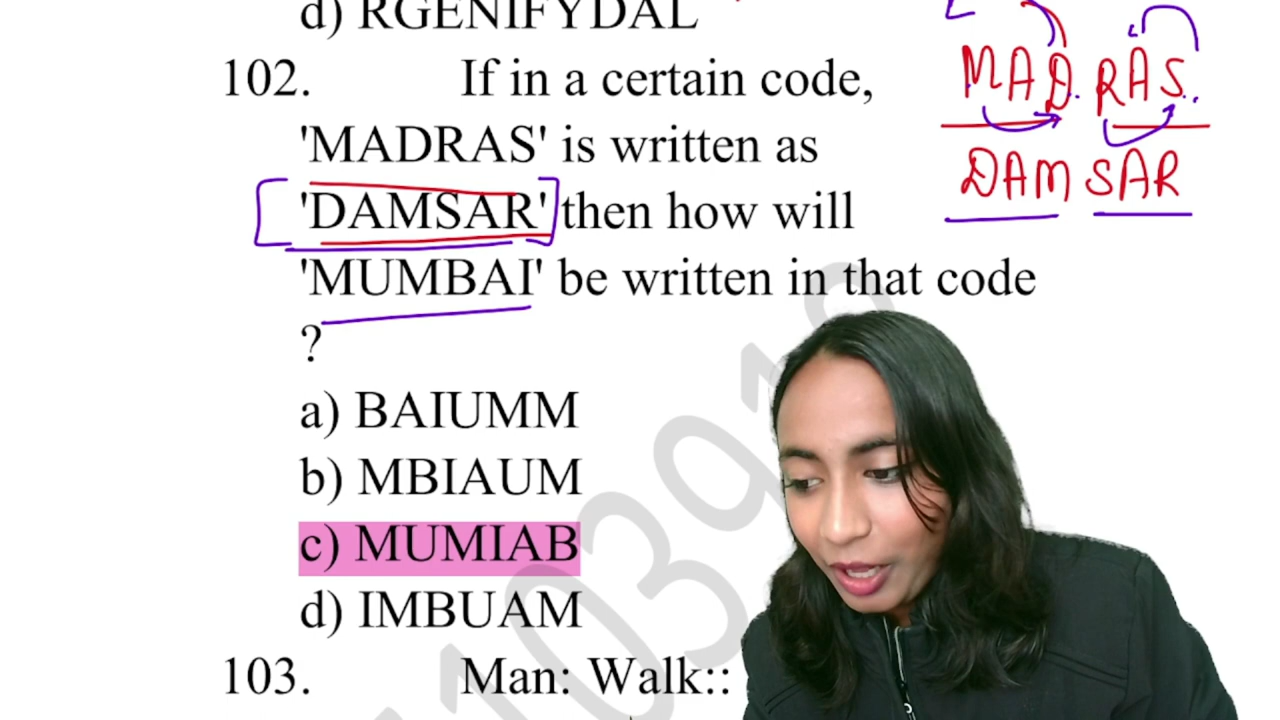 d) RGENIFYDAL
102. If in a certain code,
'MADRAS' is written as
'DAMSAR' then how will
'MUMBAI' be written in that code
?
a) BAIUMM
b) MBIAUM
c) MUMIAB
d) IMBUAM
103. Man: Walk::
MAD RAS
DAM SAR